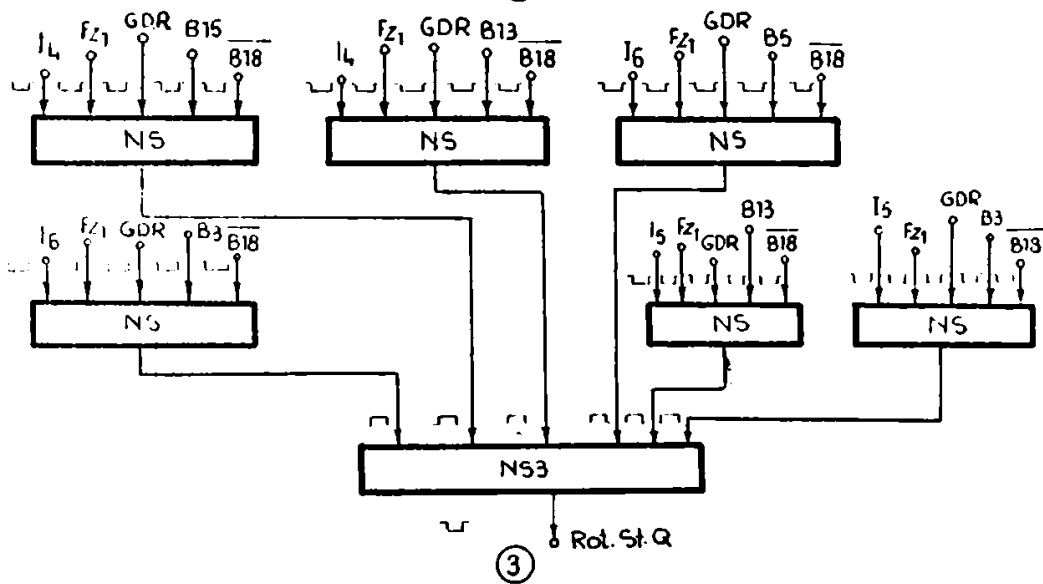 I4 Fz1 GDR B15 B18
I4 Fz1 GDR B13 B18
I6 Fz1 GDR B5 B18
NS
NS
NS
I6 Fz1 GDR B3 B18
I5 Fz1 GDR B13 B18
I5 Fz1 GDR B3 B18
NS
NS
NS
NS3
Rot. St. Q
3